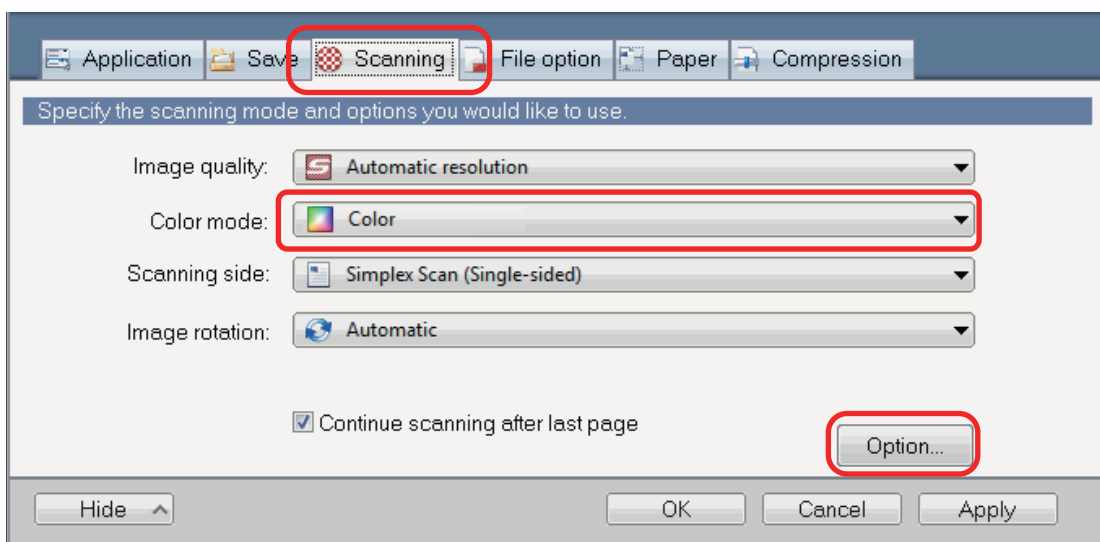 Application Save Scanning File option Paper Compression
Specify the scanning mode and options you would like to use.
Image quality: Automatic resolution
Color mode: Color
Scanning side: Simplex Scan (Single-sided)
Image rotation: Automatic
Continue scanning after last page
Option...
Hide OK Cancel Apply